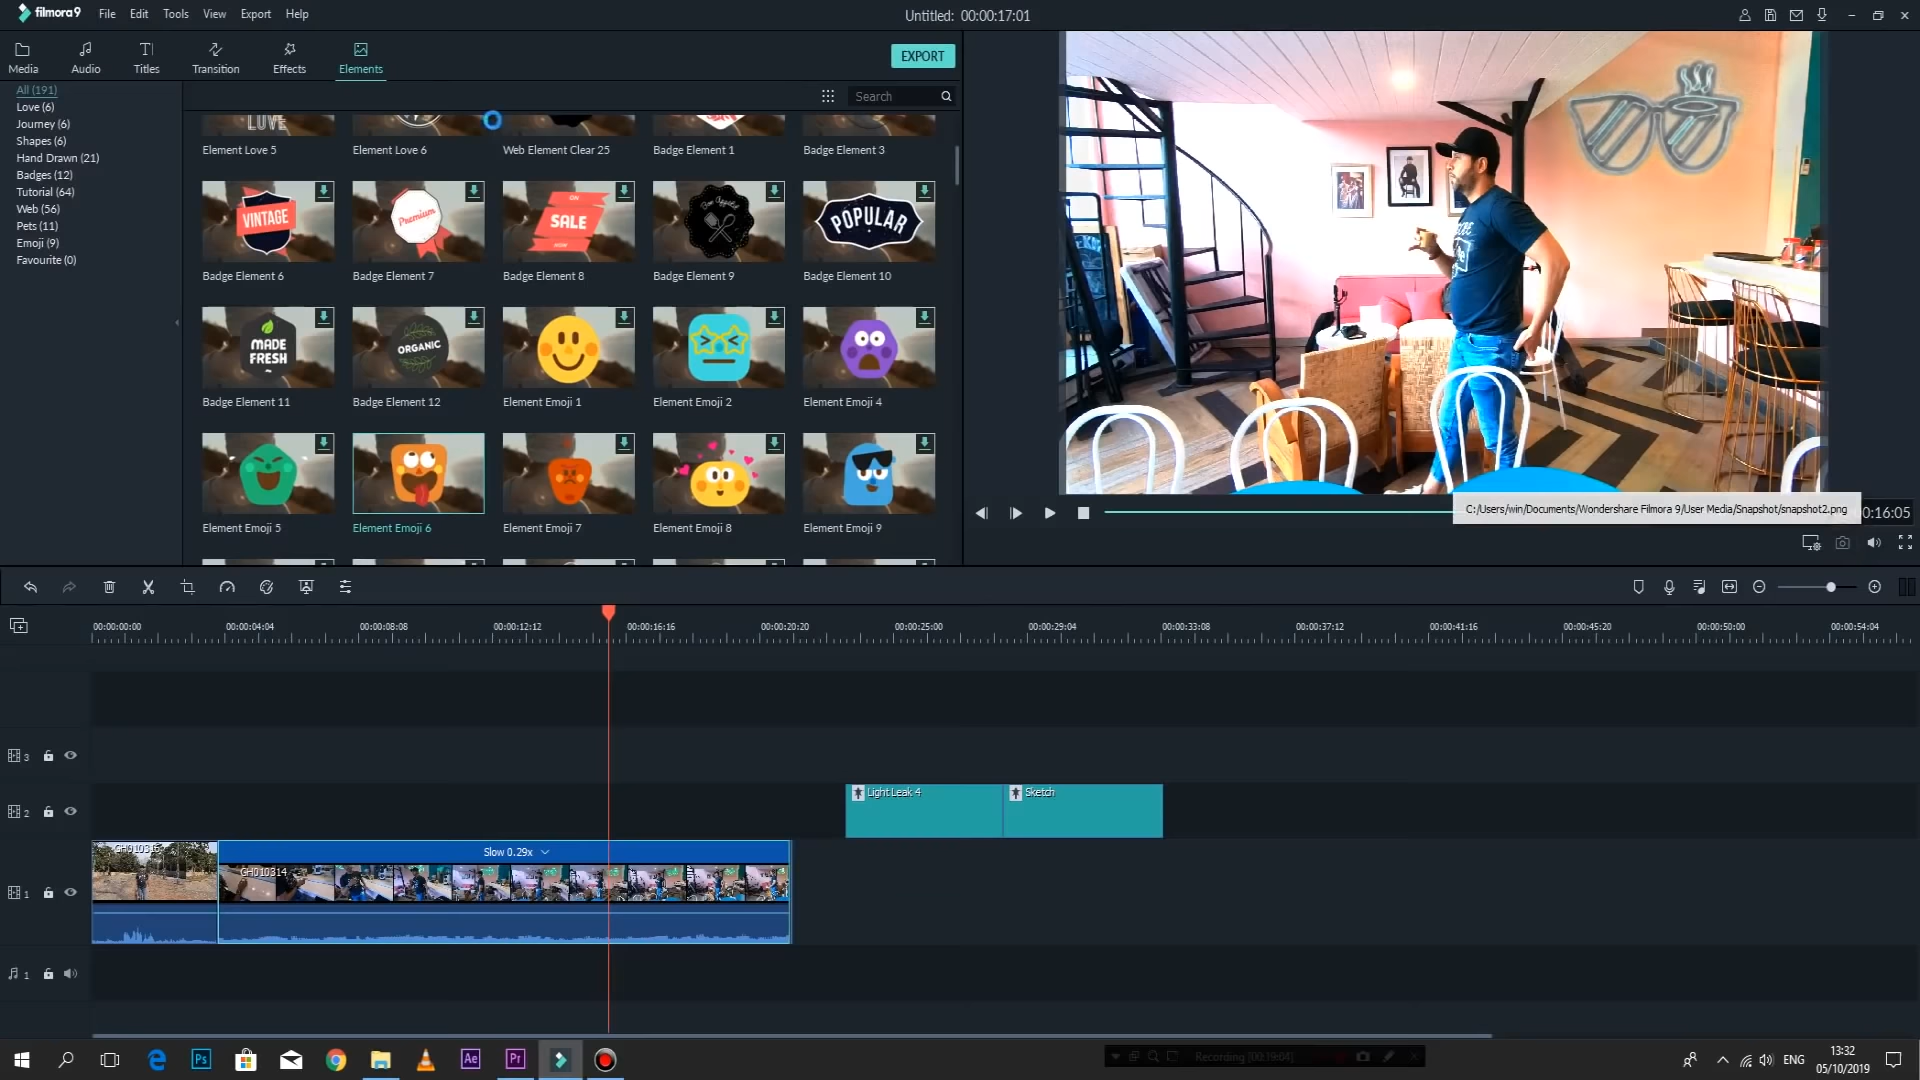 filmora9 File Edit Tools View Export Help
Untitled: 00:00:17:01
Media Audio Titles Transition Effects Elements
EXPORT
Search
All (191)
Love (6)
Journey (6)
Shapes (6)
Hand Drawn (21)
Badges (12)
Tutorial (64)
Web (56)
Pets (11)
Emoji (9)
Favourite (0)
LOVE
Element Love 5 Element Love 6 Web Element Clear 25 Badge Element 1 Badge Element 3
VINTAGE Premium ON SALE NOW Bon Appetit POPULAR
Badge Element 6 Badge Element 7 Badge Element 8 Badge Element 9 Badge Element 10
MADE FRESH ORGANIC
Badge Element 11 Badge Element 12 Element Emoji 1 Element Emoji 2 Element Emoji 4
Element Emoji 5 Element Emoji 6 Element Emoji 7 Element Emoji 8 Element Emoji 9
C:/Users/win/Documents/Wondershare Filmora 9/User Media/Snapshot/snapshot2.png
0:16:05
00:00:00:00 00:00:04:04 00:00:08:08 00:00:12:12 00:00:16:16 00:00:20:20 00:00:25:00 00:00:29:04 00:00:33:08 00:00:37:12 00:00:41:16 00:00:45:20 00:00:50:00 00:00:54:04
3
2
Light Leak 4 Sketch
Slow 0.29x
GH010314
1
1
Ps Ae Pr
Recording [00:19:04]
ENG
13:32
05/10/2019